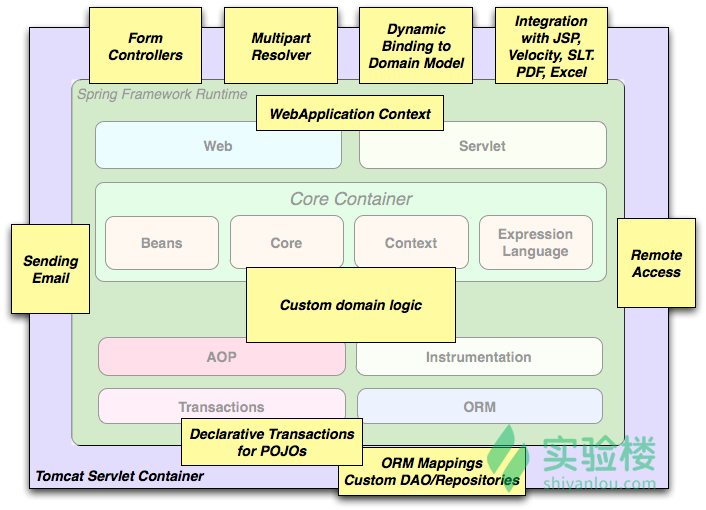 Form
Controllers
Multipart
Resolver
Dynamic
Binding to
Domain Model
Integration
with JSP,
Velocity, SLT.
PDF, Excel
Spring Framework Runtime
WebApplication Context
Web
Servlet
Core Container
Beans
Core
Context
Expression
Language
Sending
Email
Remote
Access
Custom domain logic
AOP
Instrumentation
Transactions
ORM
Declarative Transactions
for POJOs
ORM Mappings
Custom DAO/Repositories
Tomcat Servlet Container
实验楼
shiyanlou.com